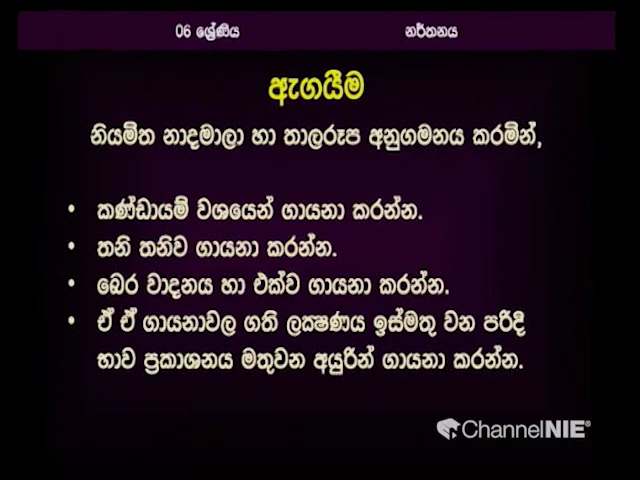 06 ශ්‍රේණිය
නර්තනය
ඇගයීම
නියමිත නාදමාලා හා තාලරූප අනුගමනය කරමින්,
• කණ්ඩායම් වශයෙන් ගායනා කරන්න.
• තනි තනිව ගායනා කරන්න.
• බෙර වාදනය හා එක්ව ගායනා කරන්න.
• ඒ ඒ ගායනාවල ගති ලක්‍ෂණය ඉස්මතු වන පරිදි
භාව ප්‍රකාශනය මතුවන අයුරින් ගායනා කරන්න.
ChannelNIE®